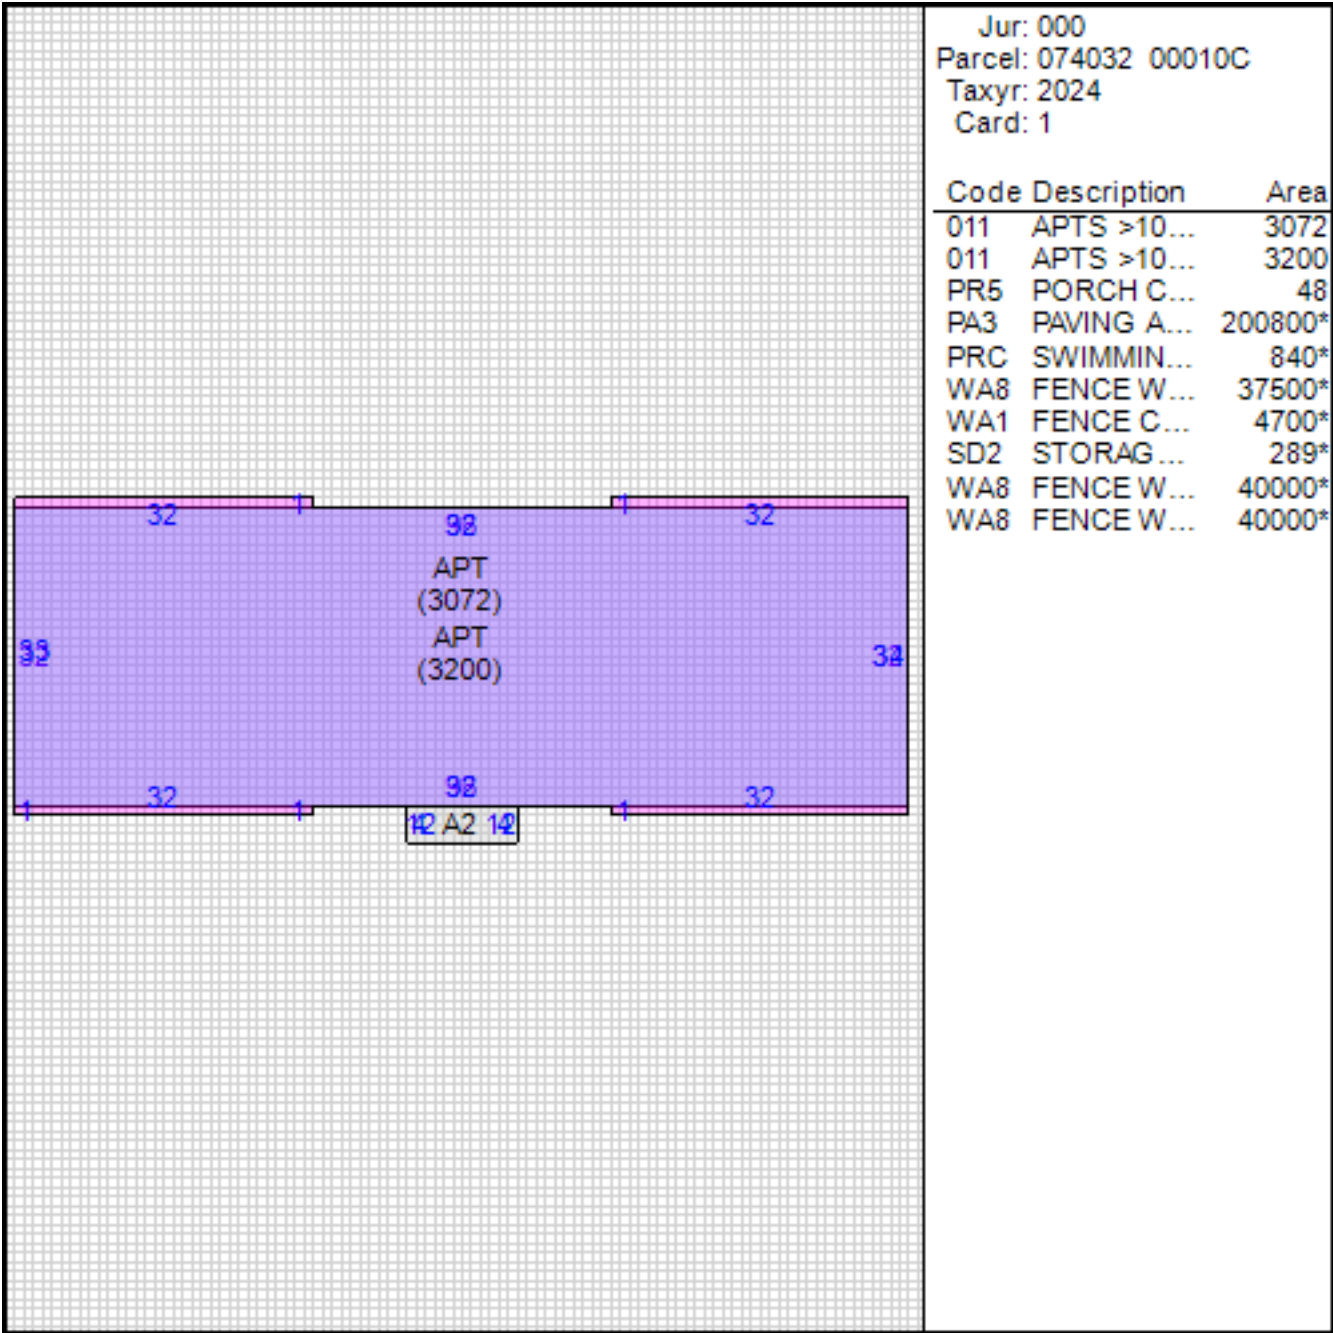 Jur: 000
Parcel: 074032 00010C
Taxyr: 2024
Card: 1
Code Description Area
011 APTS >10... 3072
011 APTS >10... 3200
PR5 PORCH C... 48
PA3 PAVING A... 200800*
PRC SWIMMIN... 840*
WA8 FENCE W... 37500*
WA1 FENCE C... 4700*
SD2 STORAG... 289*
WA8 FENCE W... 40000*
WA8 FENCE W... 40000*
32 1 1 32
APT
(3072)
APT
(3200)
1 32 1 1 32
A2